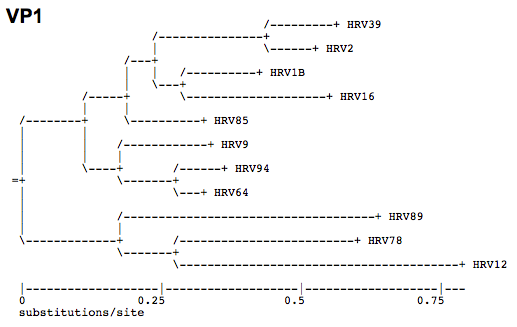 VP1
HRV39
HRV2
HRV1B
HRV16
HRV85
HRV9
HRV94
HRV64
HRV89
HRV78
HRV12
0 0.25 0.5 0.75
substitutions/site